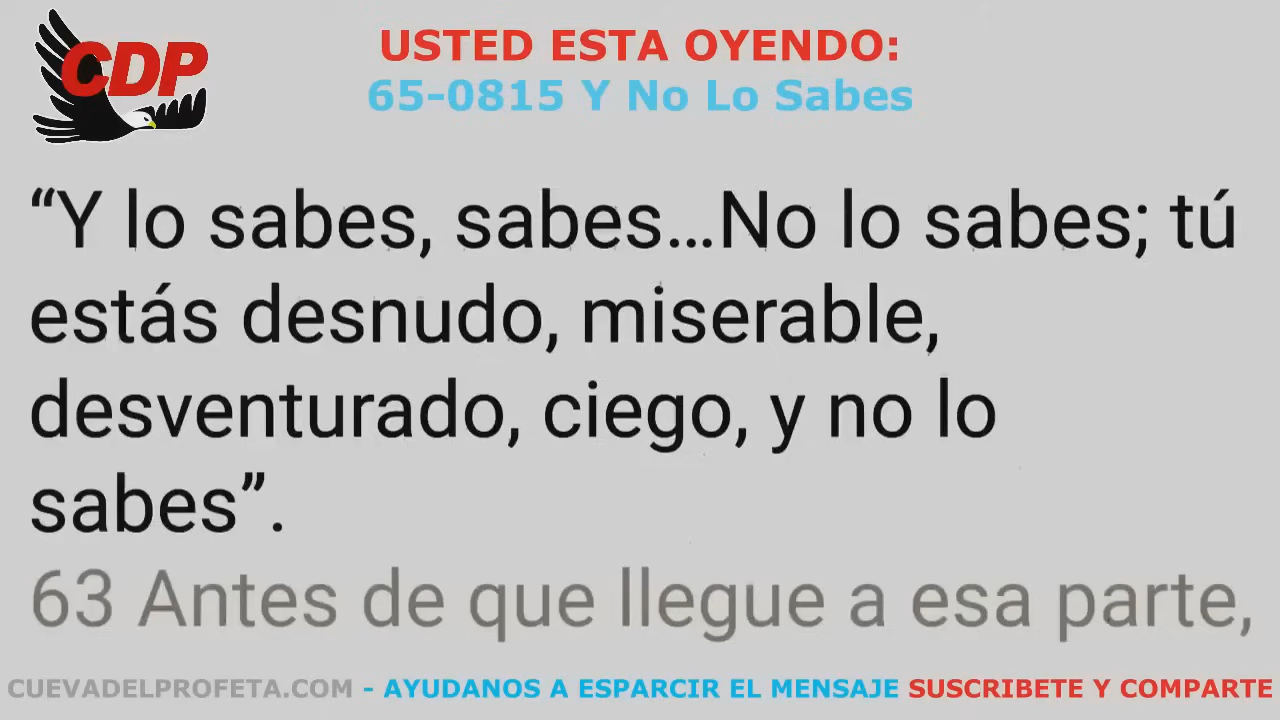 CDP
USTED ESTA OYENDO:
65-0815 Y No Lo Sabes
“Y lo sabes, sabes...No lo sabes; tú
estás desnudo, miserable,
desventurado, ciego, y no lo
sabes”.
63 Antes de que llegue a esa parte,
CUEVADELPROFETA.COM - AYUDANOS A ESPARCIR EL MENSAJE SUSCRIBETE Y COMPARTE